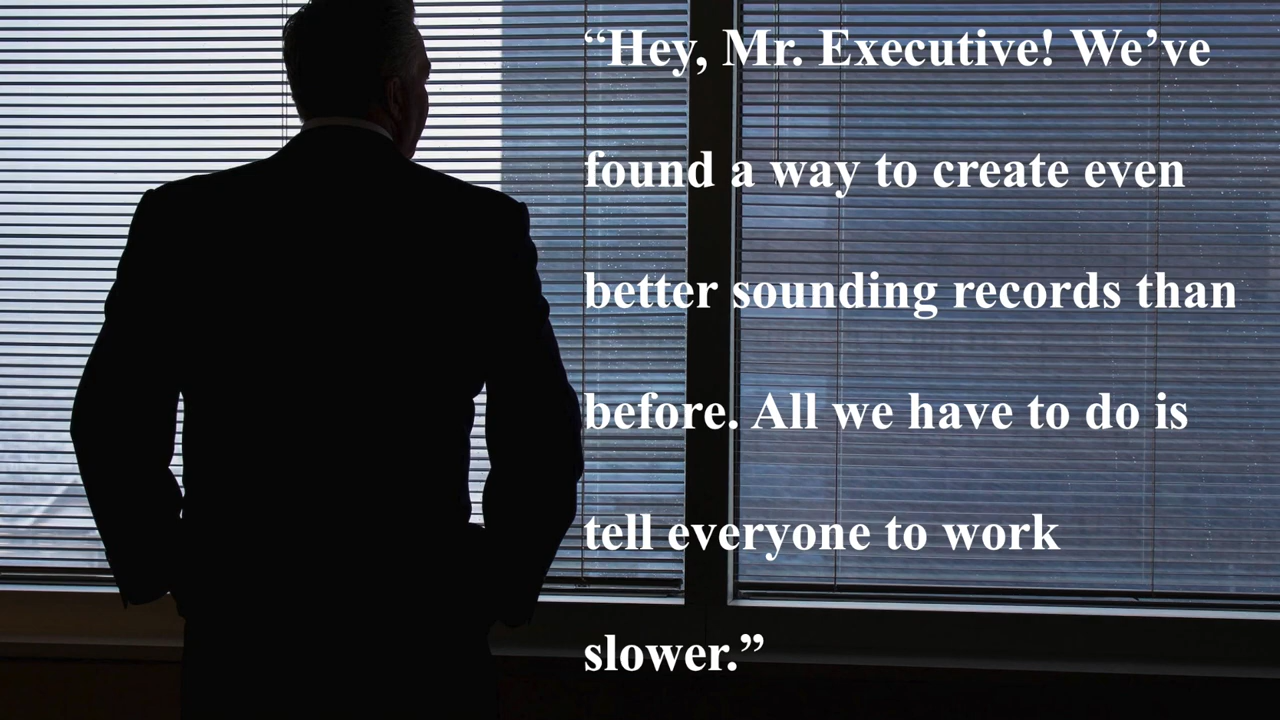 “Hey, Mr. Executive! We’ve
found a way to create even
better sounding records than
before. All we have to do is
tell everyone to work
slower.”